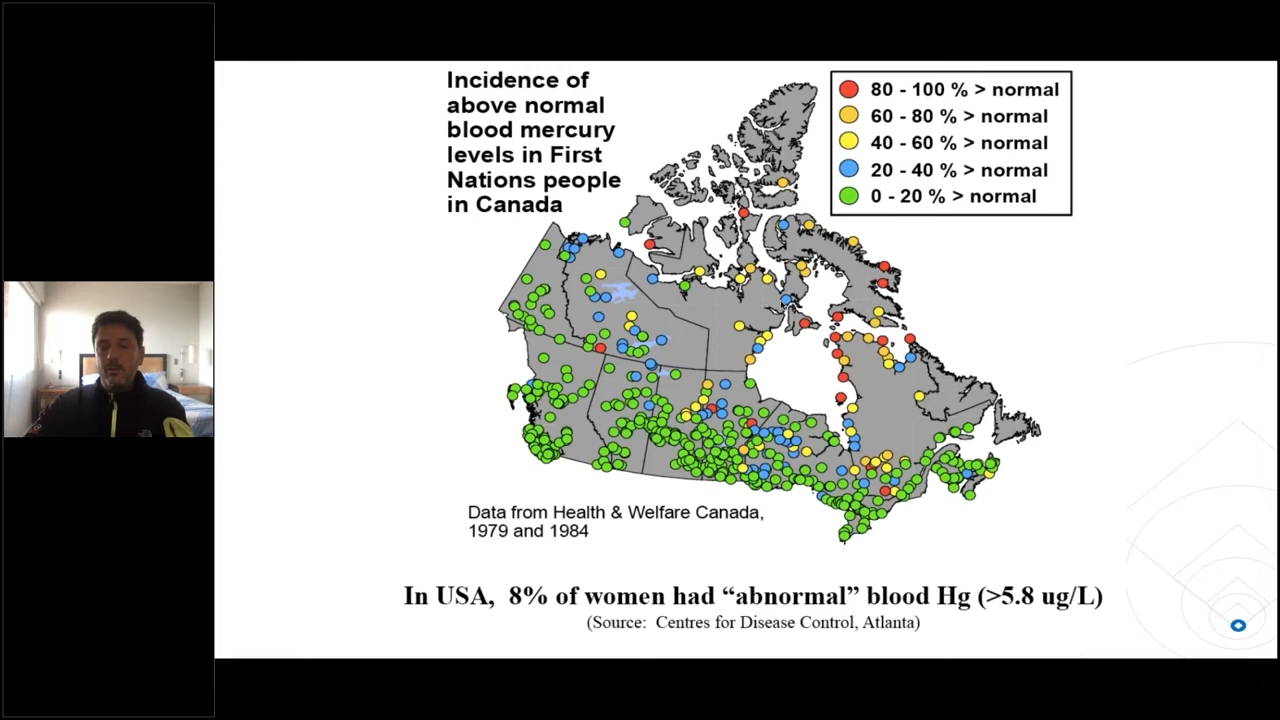 Incidence of
above normal
blood mercury
levels in First
Nations people
in Canada
80 - 100 % > normal
60 - 80 % > normal
40 - 60 % > normal
20 - 40 % > normal
0 - 20 % > normal
Data from Health & Welfare Canada,
1979 and 1984
In USA, 8% of women had “abnormal” blood Hg (>5.8 ug/L)
(Source: Centres for Disease Control, Atlanta)